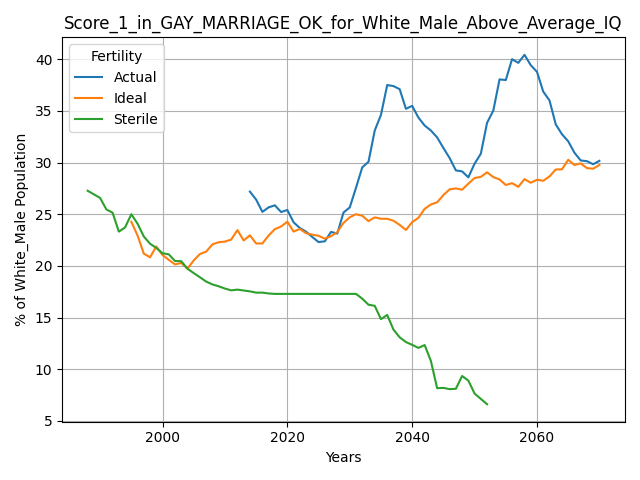 Score_1_in_GAY_MARRIAGE_OK_for_White_Male_Above_Average_IQ
Fertility
Actual
Ideal
Sterile
% of White_Male Population
40
35
30
25
20
15
10
5
2000
2020
2040
2060
Years